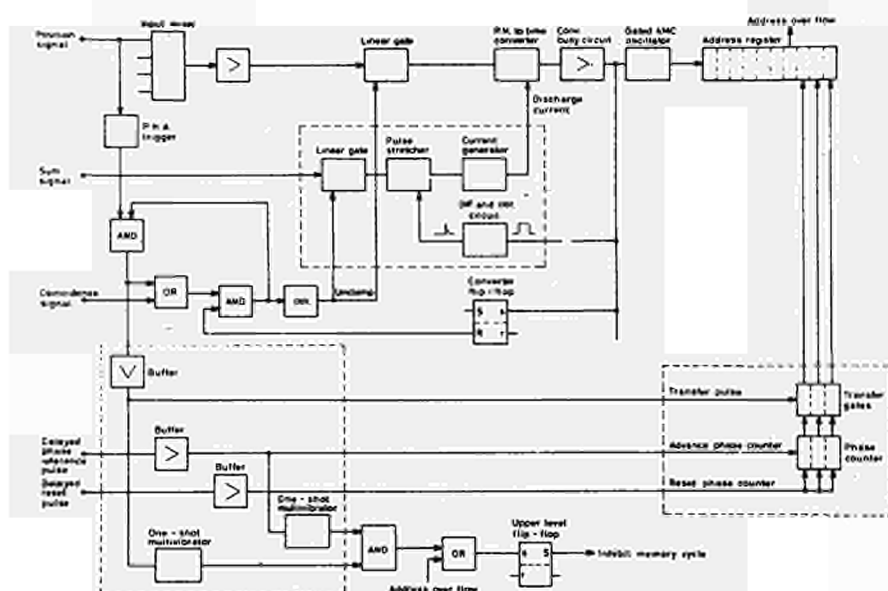 Address over flow
Position
signal
Input mixer
Linear gate
P.H. to time
converter
Conv.
busy circuit
Gated 4MC
oscillator
Address register
Discharge
current
P H A
trigger
Linear gate
Pulse
stretcher
Current
generator
Sum
signal
Diff and
circuit
AND
Coincidence
signal
OR
AND
Converter
flip-flop
S
R
Buffer
Transfer pulse
Transfer
gates
Delayed
phase
reference
pulse
Buffer
Advance phase counter
Phase
counter
Delayed
reset
pulse
Buffer
Reset phase counter
One-shot
multivibrator
One - shot
multivibrator
AND
OR
Upper level
flip-flop
S
Inhibit memory cycle
Address over flow